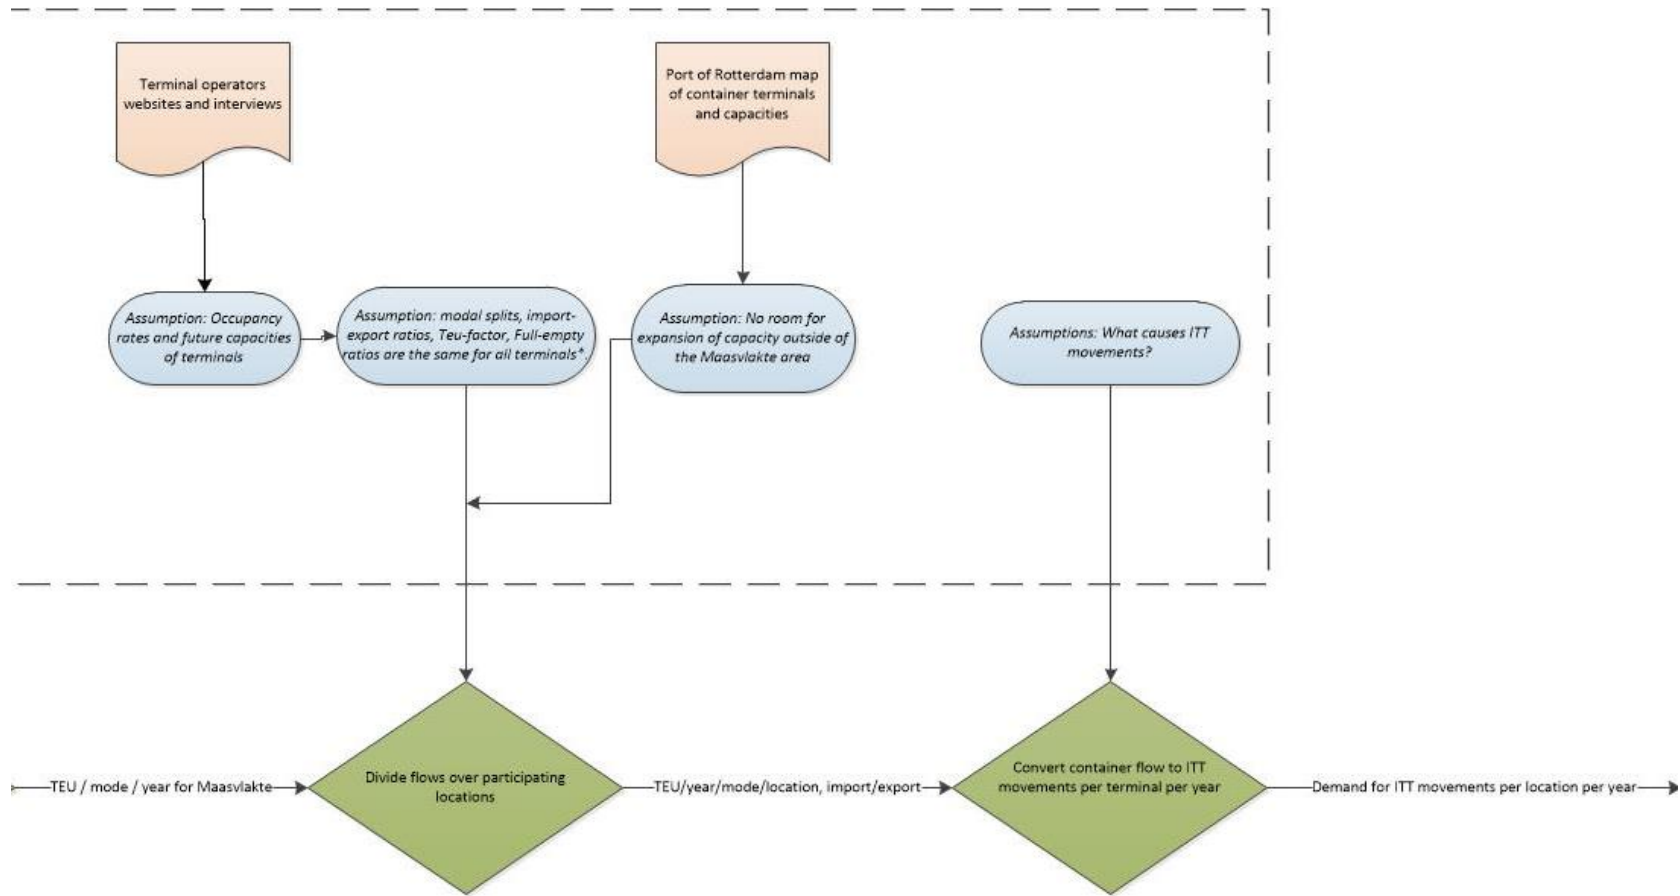 Terminal operators
websites and interviews
Port of Rotterdam map
of container terminals
and capacities
Assumption: Occupancy
rates and future capacities
of terminals
Assumption: modal splits, import-
export ratios, Teu-factor, Full-empty
ratios are the same for all terminals*.
Assumption: No room for
expansion of capacity outside
of the Maasvlakte area
Assumptions: What causes ITT
movements?
TEU / mode / year for Maasvlakte
Divide flows over participating
locations
TEU/year/mode/location, import/export
Convert container flow to ITT
movements per terminal per year
Demand for ITT movements per location per year